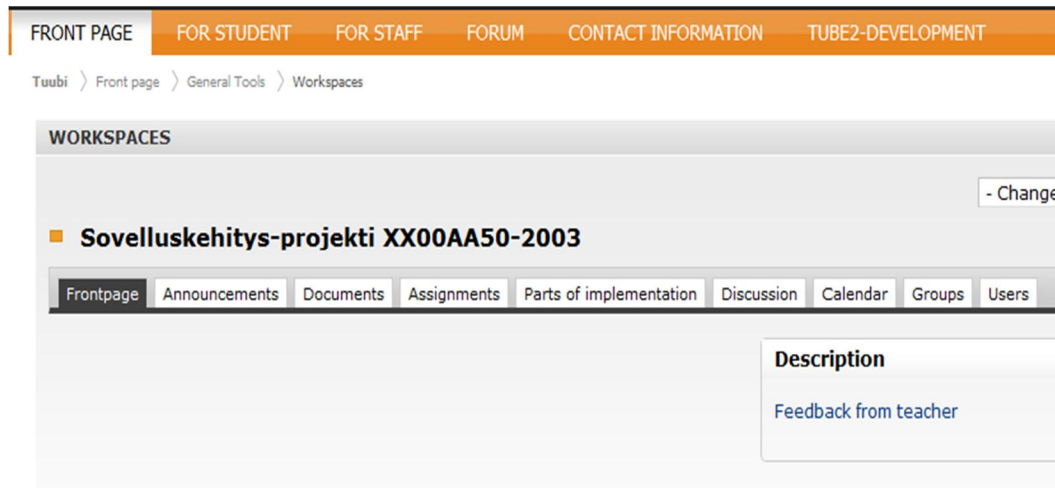 FRONT PAGE FOR STUDENT FOR STAFF FORUM CONTACT INFORMATION TUBE2-DEVELOPMENT
Tuubi 〉 Front page 〉 General Tools 〉 Workspaces
WORKSPACES
- Change
Sovelluskehitys-projekti XX00AA50-2003
Frontpage Announcements Documents Assignments Parts of implementation Discussion Calendar Groups Users
Description
Feedback from teacher